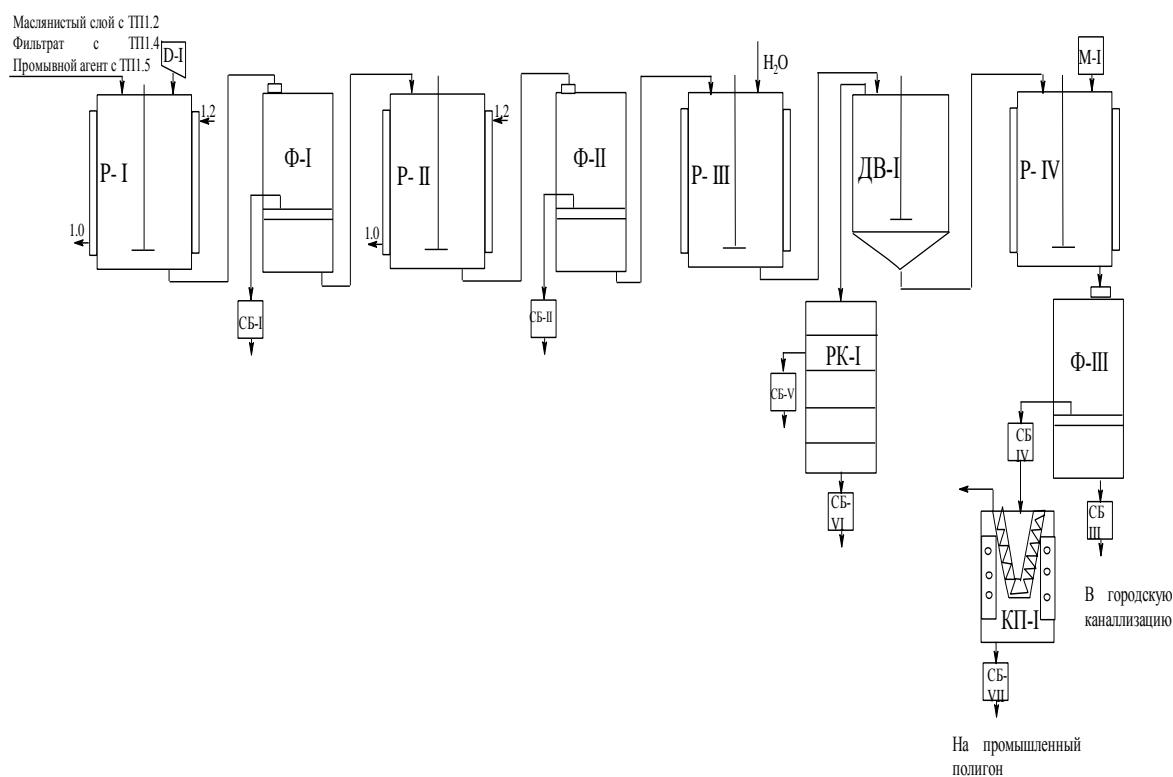 Маслянистый слой с ТП1.2
Фильтрат с ТП1.4
Промывной агент с ТП1.5
D-I
H₂O
M-I
1.2
1.2
Р- I
Ф-I
Р- II
Ф-II
Р- III
ДВ-I
Р- IV
1.0
1.0
СБ-I
СБ-II
РК-I
СБ-V
Ф-III
СБ
IV
СБ-
VI
СБ
III
КП-I
В городскую
каналлизацию
СБ-
VII
На промышленный
полигон